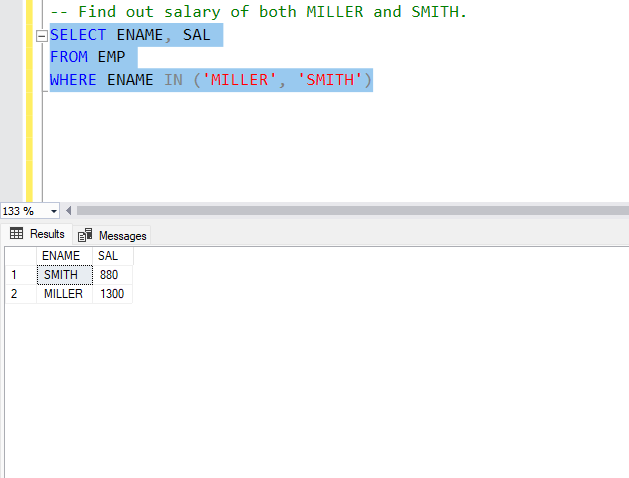 -- Find out salary of both MILLER and SMITH.
SELECT ENAME, SAL
FROM EMP
WHERE ENAME IN ('MILLER', 'SMITH')
133 %
Results Messages
ENAME SAL
1 SMITH 880
2 MILLER 1300